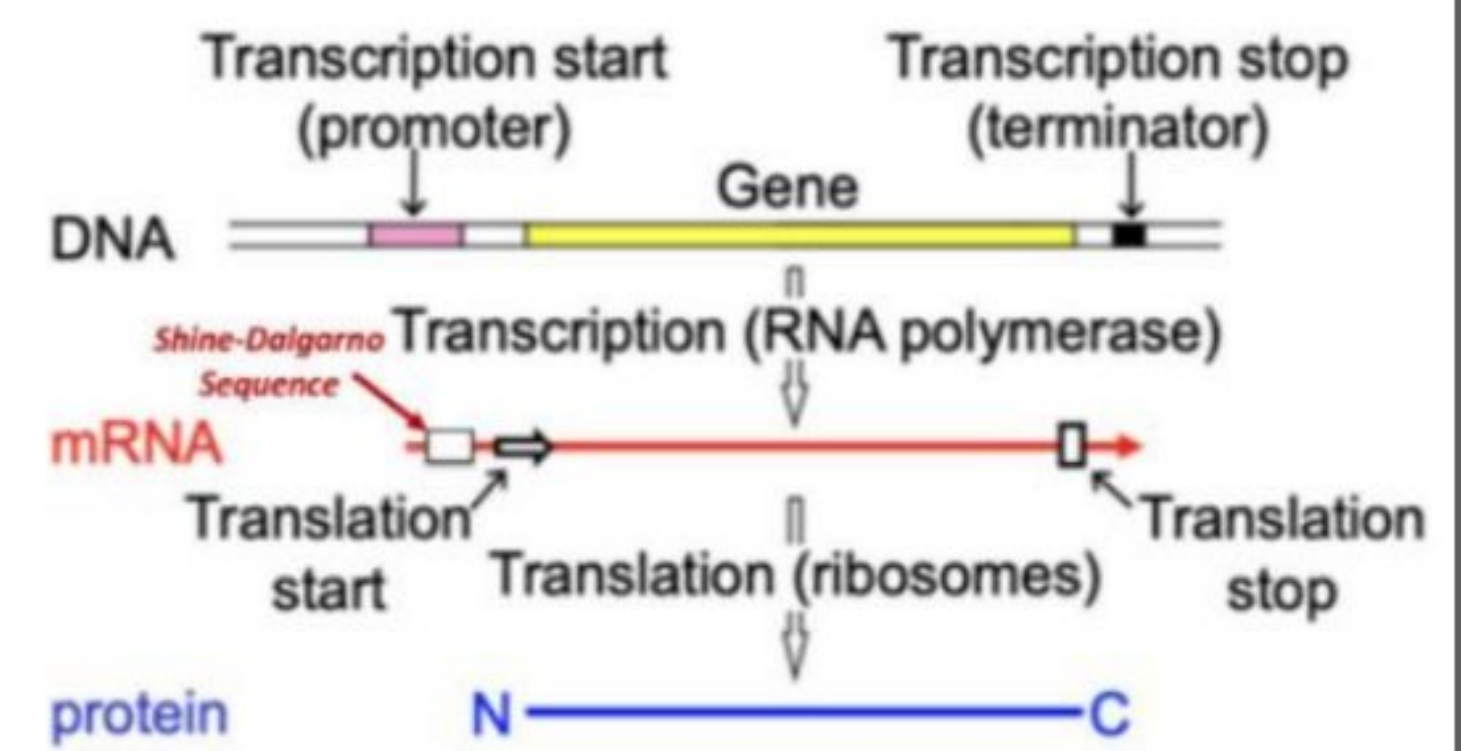 Transcription start
(promoter)
Transcription stop
(terminator)
Gene
DNA
Transcription (RNA polymerase)
Shine-Dalgarno
Sequence
mRNA
Translation
start
Translation
stop
Translation (ribosomes)
protein
N
C